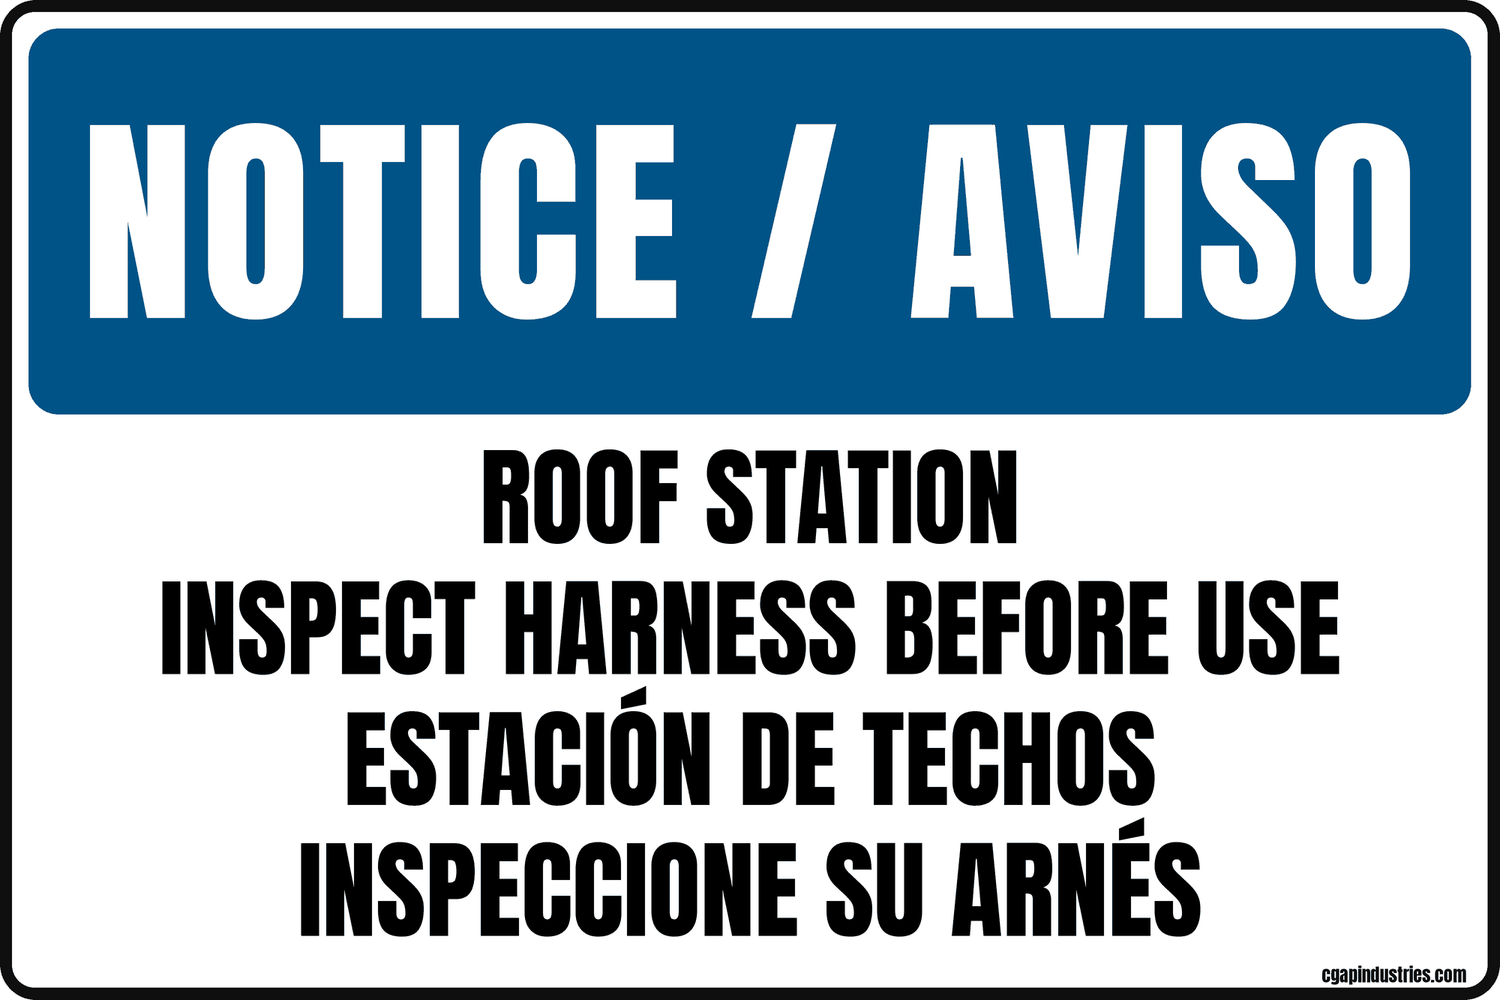 NOTICE / AVISO
ROOF STATION
INSPECT HARNESS BEFORE USE
ESTACIÓN DE TECHOS
INSPECCIONE SU ARNÉS
cgapindustries.com